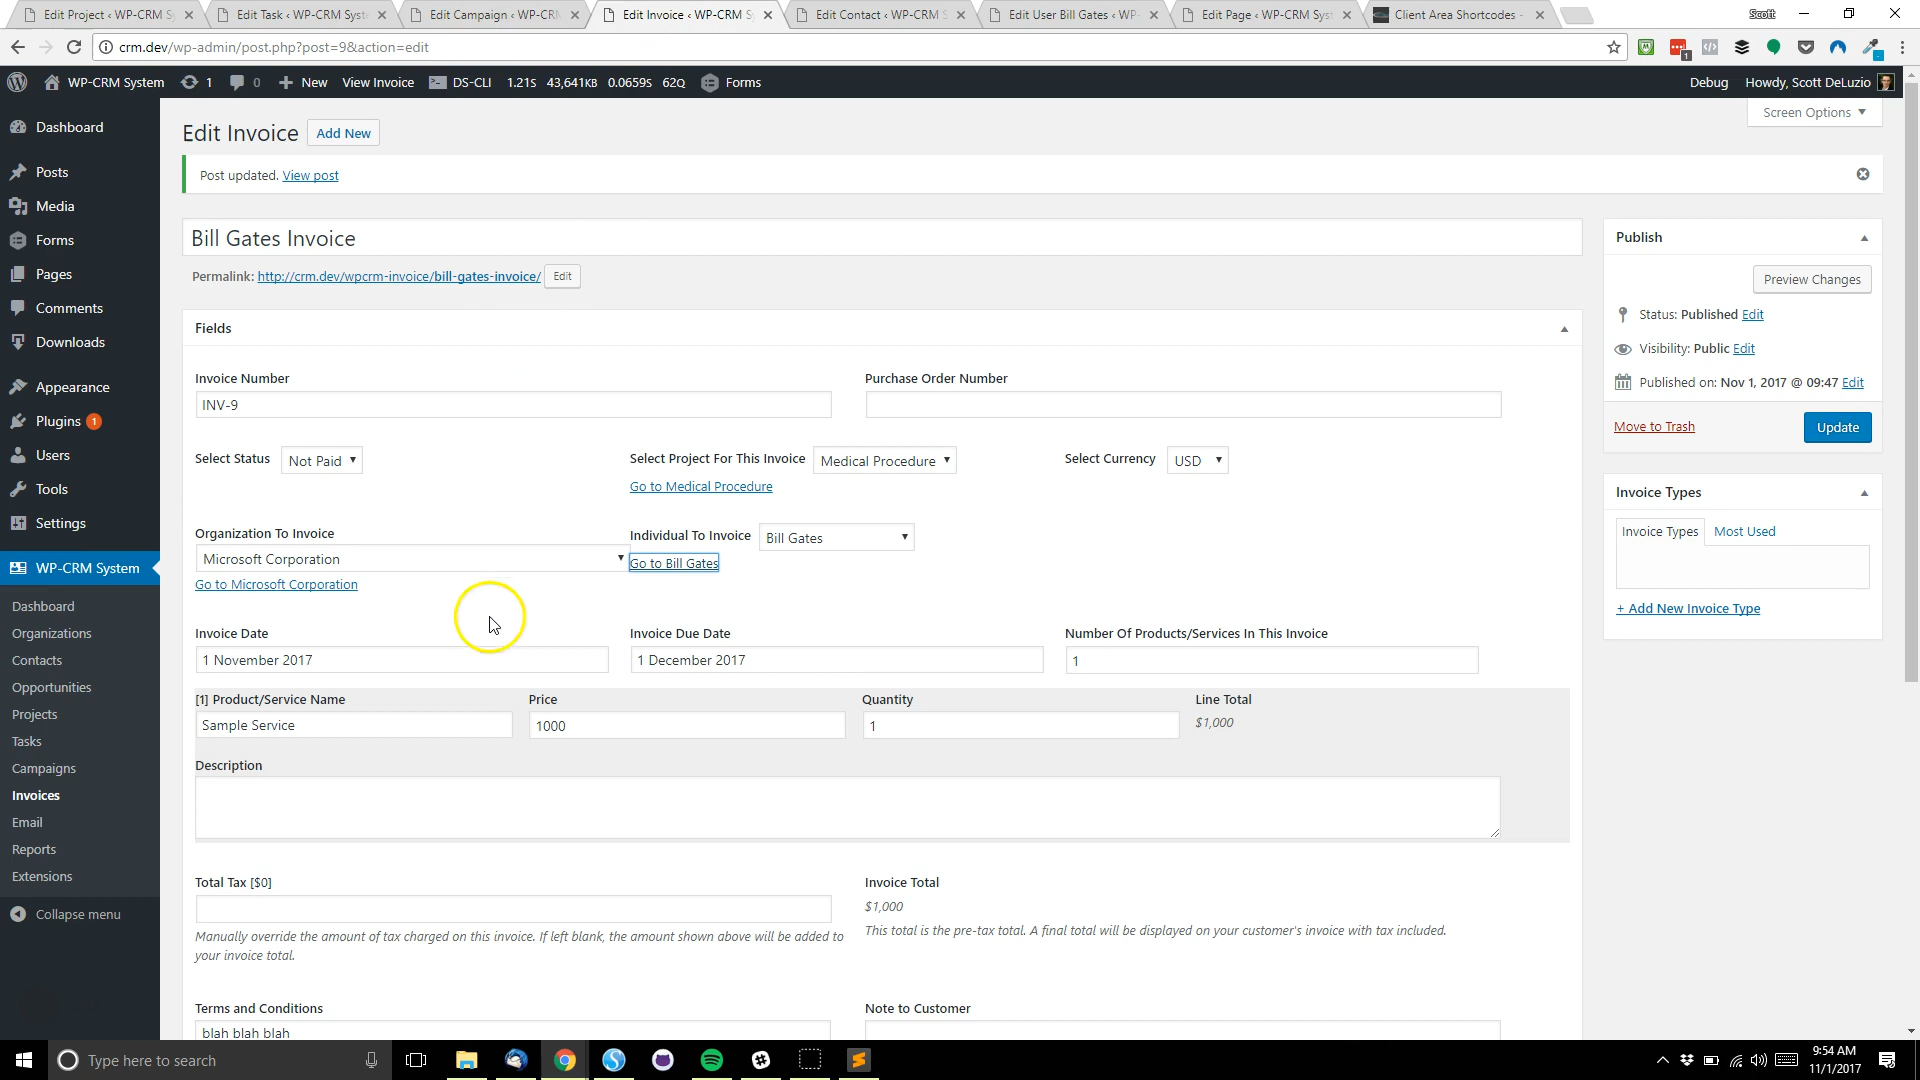 Edit Project ‹ WP-CRM S
Edit Task ‹ WP-CRM Syst
Edit Campaign ‹ WP-CRM
Edit Invoice ‹ WP-CRM S
Edit Contact ‹ WP-CRM S
Edit User Bill Gates ‹ WP-
Edit Page ‹ WP-CRM Syst
Client Area Shortcodes -
Scott
crm.dev/wp-admin/post.php?post=9&action=edit
1
WP-CRM System 1 0 New View Invoice DS-CLI 1.21s 43,641KB 0.0659s 62Q Forms
Debug Howdy, Scott DeLuzio
Screen Options
Dashboard
Posts
Media
Forms
Pages
Comments
Downloads
Appearance
Plugins 1
Users
Tools
Settings
WP-CRM System
Dashboard
Organizations
Contacts
Opportunities
Projects
Tasks
Campaigns
Invoices
Email
Reports
Extensions
Collapse menu
Edit Invoice Add New
Post updated. View post
Bill Gates Invoice
Permalink: http://crm.dev/wpcrm-invoice/bill-gates-invoice/ Edit
Fields
Invoice Number
Purchase Order Number
INV-9
Select Status Not Paid
Select Project For This Invoice Medical Procedure
Select Currency USD
Go to Medical Procedure
Organization To Invoice
Microsoft Corporation
Go to Microsoft Corporation
Individual To Invoice Bill Gates
Go to Bill Gates
Invoice Date
Invoice Due Date
Number Of Products/Services In This Invoice
1 November 2017
1 December 2017
1
[1] Product/Service Name
Price
Quantity
Line Total
Sample Service
1000
1
$1,000
Description
Total Tax [$0]
Invoice Total
$1,000
Manually override the amount of tax charged on this invoice. If left blank, the amount shown above will be added to
your invoice total.
This total is the pre-tax total. A final total will be displayed on your customer's invoice with tax included.
Terms and Conditions
Note to Customer
blah blah blah
Publish
Preview Changes
Status: Published Edit
Visibility: Public Edit
Published on: Nov 1, 2017 @ 09:47 Edit
Move to Trash
Update
Invoice Types
Invoice Types Most Used
+ Add New Invoice Type
Type here to search
9:54 AM
11/1/2017